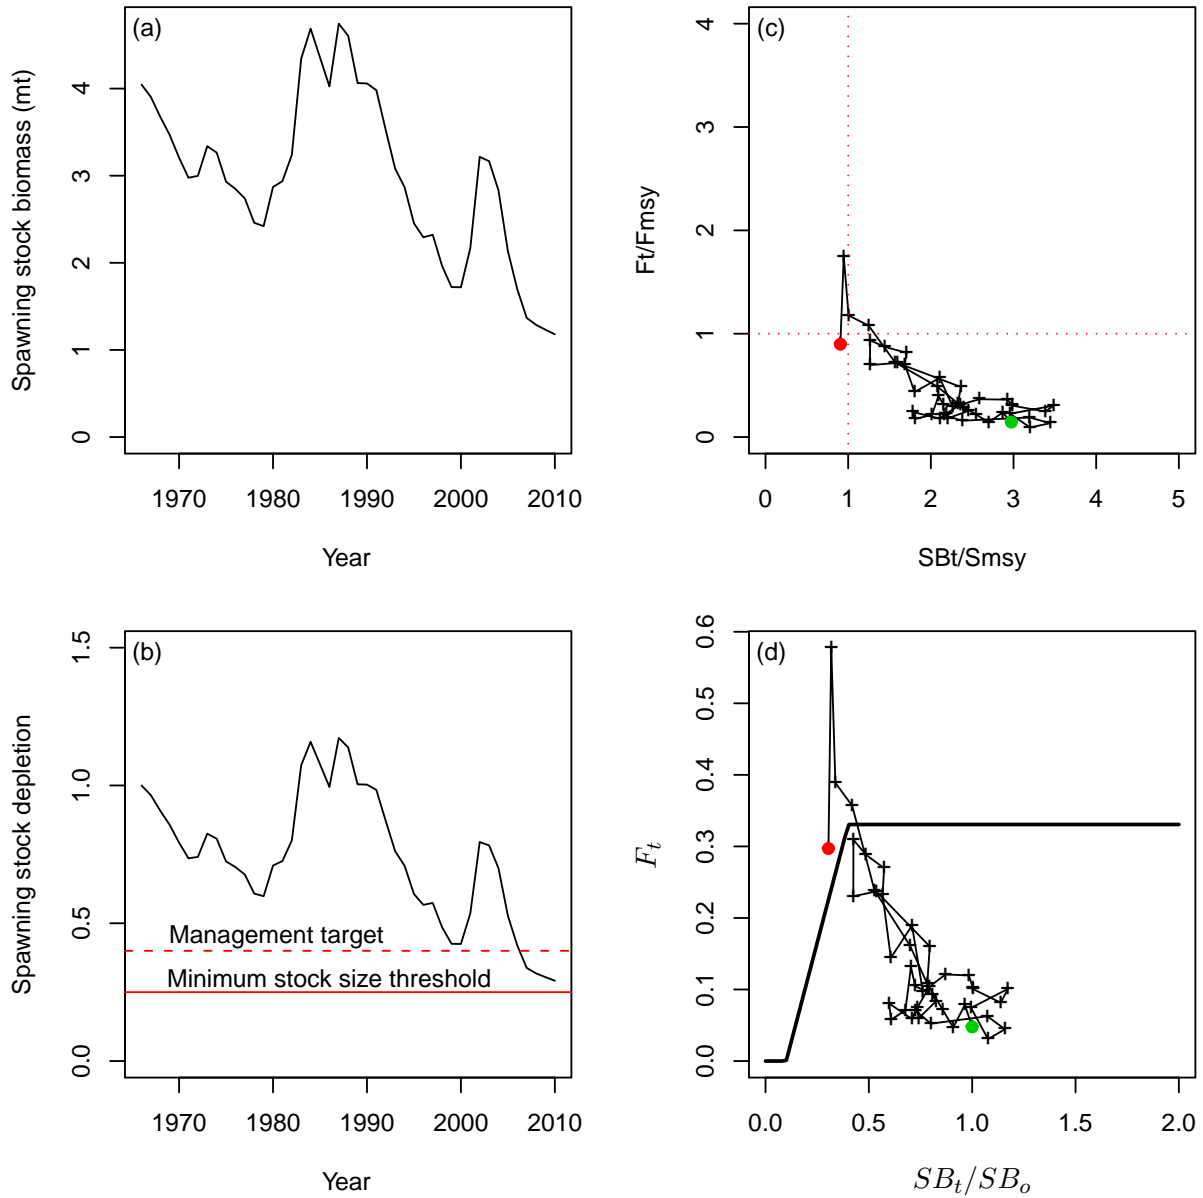 (a)
Spawning stock biomass (mt)
4
3
2
1
0
1970 1980 1990 2000 2010
Year
(c)
Ft/Fmsy
4
3
2
1
0
0 1 2 3 4 5
SBt/Smsy
(b)
Spawning stock depletion
1.5
1.0
0.5
0.0
Management target
Minimum stock size threshold
1970 1980 1990 2000 2010
Year
(d)
F_t
0.6
0.5
0.4
0.3
0.2
0.1
0.0
0.0 0.5 1.0 1.5 2.0
SB_t/SB_o